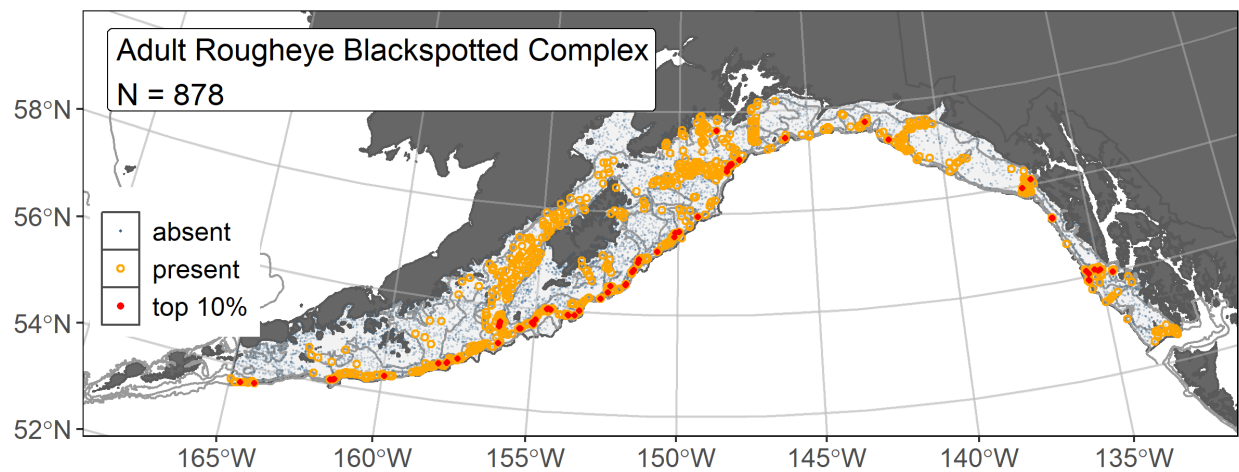 Adult Rougheye Blackspotted Complex
N = 878
58°N
56°N
54°N
52°N
absent
present
top 10%
165°W
160°W
155°W
150°W
145°W
140°W
135°W